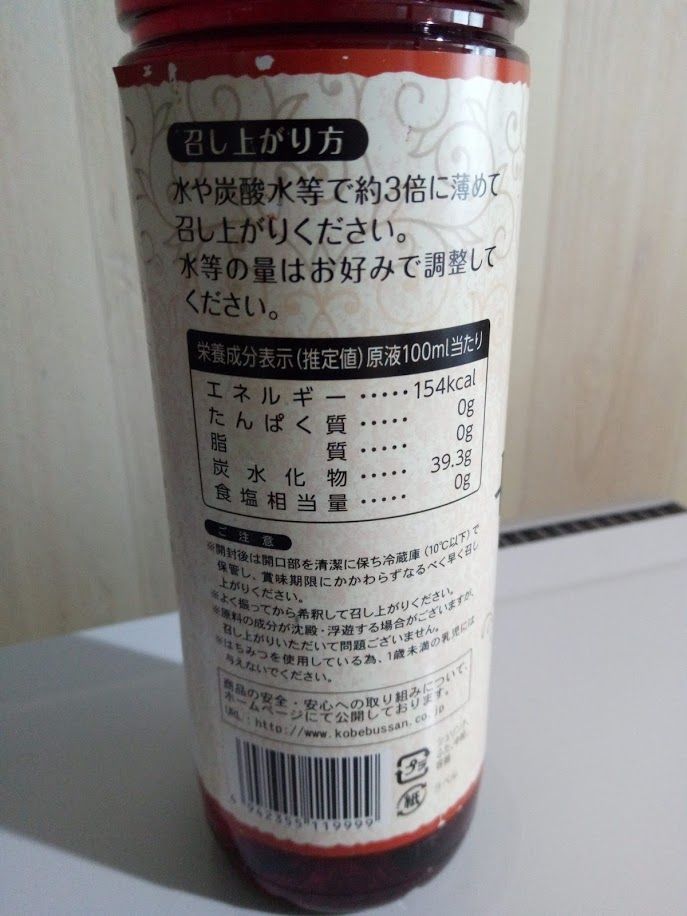 召し上がり方
水や炭酸水等で約3倍に薄めて
召し上がりください。
水等の量はお好みで調整して
ください。
栄養成分表示(推定値)原液100ml当たり
エネルギー・・・・・154kcal
たんぱく質・・・・・0g
脂質・・・・・0g
炭水化物・・・・・39.3g
食塩相当量・・・・・0g
ご注意
※開封後は開口部を清潔に保ち冷蔵庫(10℃以下)で
保管し、賞味期限にかかわらずなるべく早く召し
上がりください。
※よく振ってから希釈して召し上がりください。
※原料の成分が沈殿・浮遊する場合がございますが、
召し上がりいただいて問題ございません。
※はちみつを使用している為、1歳未満の乳児には
与えないでください。
商品の安全・安心への取り組みについて、
ホームページにて公開しております。
URL:http://www.kobebussan.co.jp
4 942355 119999
プラ
紙
ラベル